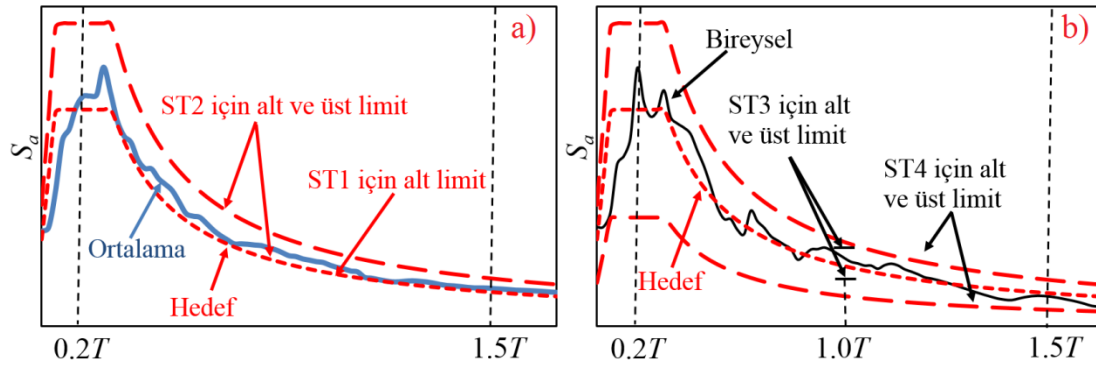 a)
ST2 için alt ve üst limit
ST1 için alt limit
Ortalama
Hedef
S_a
0.2T
1.5T
b)
Bireysel
ST3 için alt
ve üst limit
ST4 için alt
ve üst limit
Hedef
S_a
0.2T
1.0T
1.5T